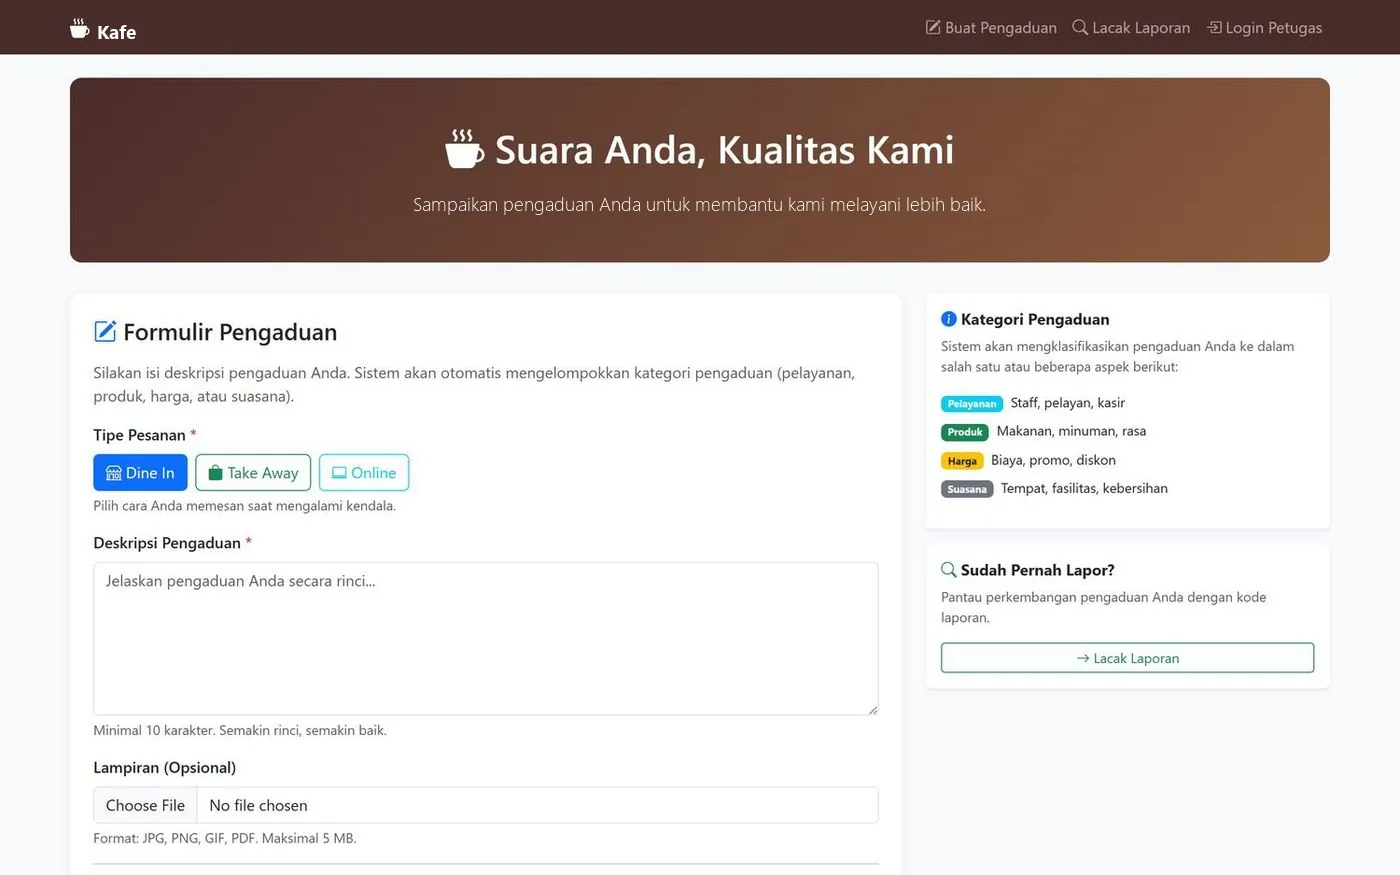 Kafe
Buat Pengaduan
Lacak Laporan
Login Petugas
Suara Anda, Kualitas Kami
Sampaikan pengaduan Anda untuk membantu kami melayani lebih baik.
Formulir Pengaduan
Silakan isi deskripsi pengaduan Anda. Sistem akan otomatis mengelompokkan kategori pengaduan (pelayanan,
produk, harga, atau suasana).
Tipe Pesanan *
Dine In
Take Away
Online
Pilih cara Anda memesan saat mengalami kendala.
Deskripsi Pengaduan *
Jelaskan pengaduan Anda secara rinci...
Minimal 10 karakter. Semakin rinci, semakin baik.
Lampiran (Opsional)
Choose File No file chosen
Format: JPG, PNG, GIF, PDF. Maksimal 5 MB.
Kategori Pengaduan
Sistem akan mengklasifikasikan pengaduan Anda ke dalam
salah satu atau beberapa aspek berikut:
Pelayanan Staff, pelayan, kasir
Produk Makanan, minuman, rasa
Harga Biaya, promo, diskon
Suasana Tempat, fasilitas, kebersihan
Sudah Pernah Lapor?
Pantau perkembangan pengaduan Anda dengan kode
laporan.
→ Lacak Laporan